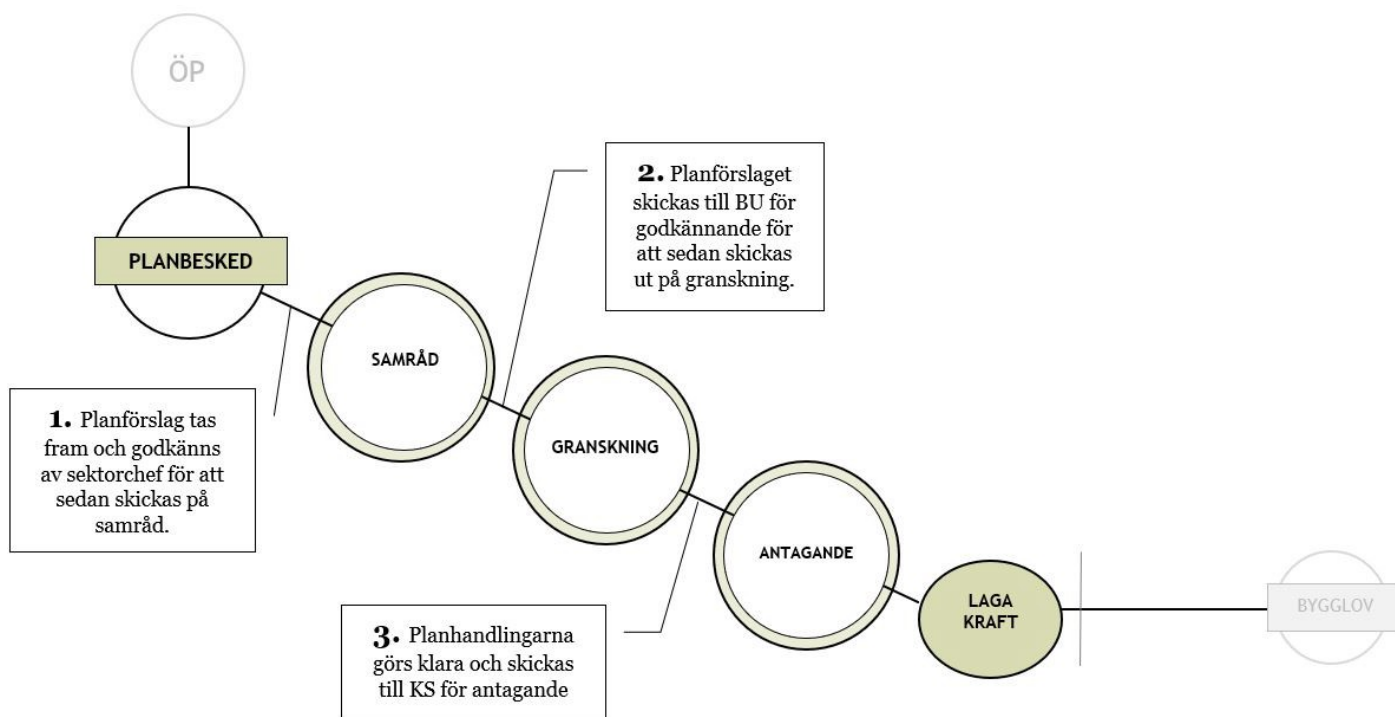 ÖP
PLANBESKED
1. Planförslag tas
fram och godkänns
av sektorchef för att
sedan skickas på
samråd.
SAMRÅD
2. Planförslaget
skickas till BU för
godkännande för
att sedan skickas
ut på granskning.
GRANSKNING
3. Planhandlingarna
görs klara och skickas
till KS för antagande
ANTAGANDE
LAGA
KRAFT
BYGGLOV